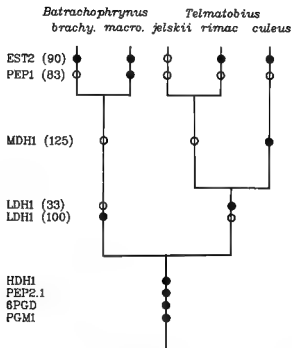 Batrachophrynus Telmatobius
brachy. macro. jelskii rimac culeus
EST2 (90)
PEP1 (83)
MDH1 (125)
LDH1 (33)
LDH1 (100)
HDH1
PEP2.1
6PGD
PGM1